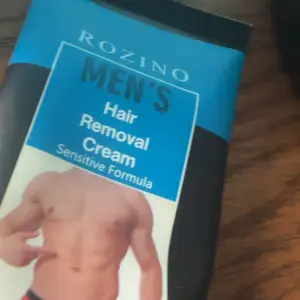 ROZINO
MEN'S
Hair
Removal
Cream
Sensitive Formula